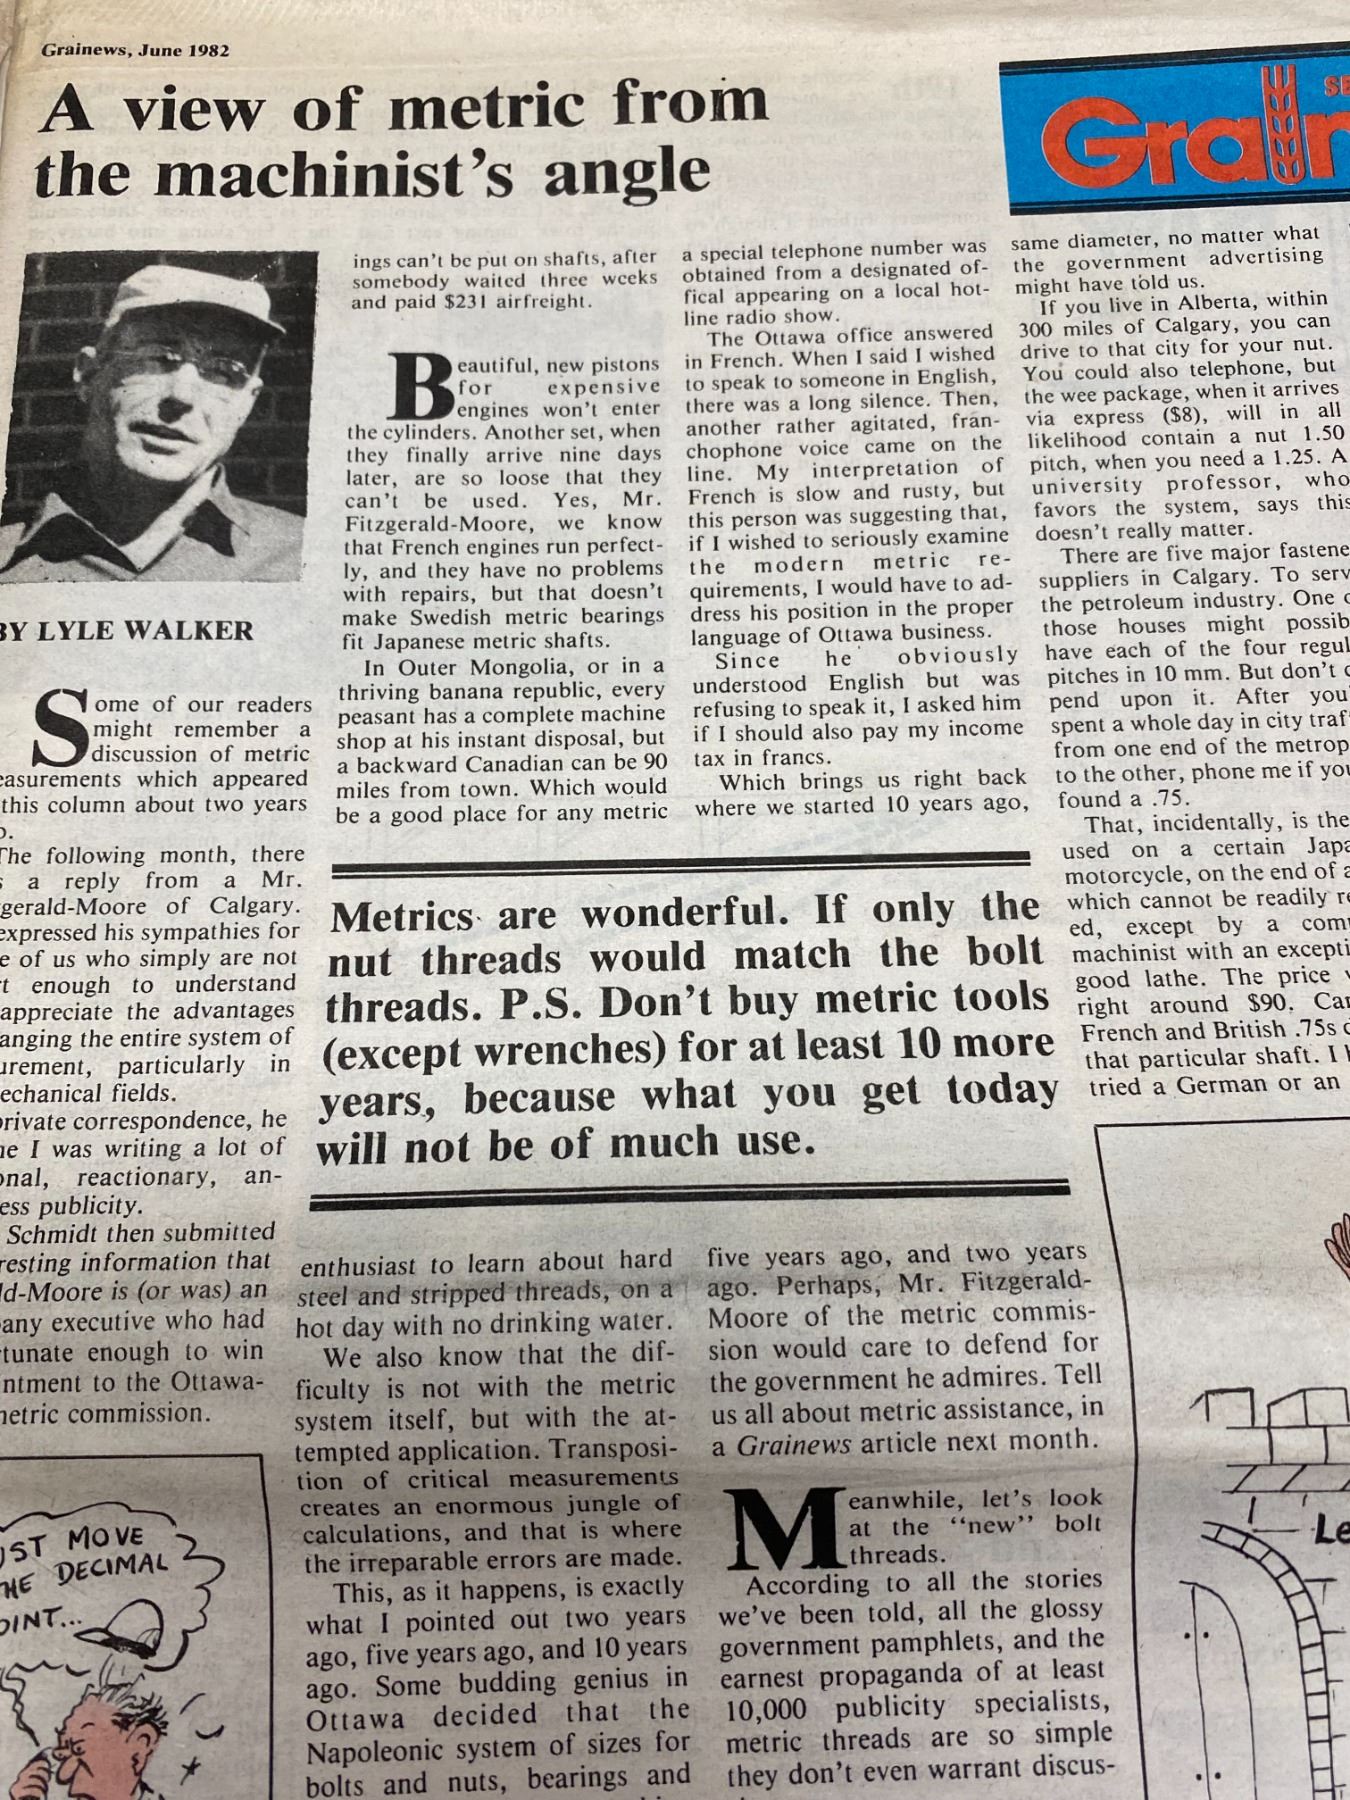 Grainews, June 1982
A view of metric from
the machinist's angle
BY LYLE WALKER
Some of our readers
might remember a
discussion of metric
which appeared
this column about two years
The following month, there
a reply from a Mr.
of Calgary.
expressed his sympathies for
of us who simply are not
enough to understand
appreciate the advantages
the entire system of
particularly in
fields.
private correspondence, he
I was writing a lot of
reactionary, an-
publicity.
Schmidt then submitted
information that
is (or was) an
executive who had
enough to win
to the Ottawa-
metric commission.
MOVE
DECIMAL
ings can't be put on shafts, after
somebody waited three weeks
and paid $231 airfreight.
Beautiful, new pistons
for expensive
engines won't enter
the cylinders. Another set, when
they finally arrive nine days
later, are so loose that they
can't be used. Yes, Mr.
Fitzgerald-Moore, we know
that French engines run perfect-
ly, and they have no problems
with repairs, but that doesn't
make Swedish metric bearings
fit Japanese metric shafts.
In Outer Mongolia, or in a
thriving banana republic, every
peasant has a complete machine
shop at his instant disposal, but
a backward Canadian can be 90
miles from town. Which would
be a good place for any metric
enthusiast to learn about hard
steel and stripped threads, on a
hot day with no drinking water.
We also know that the dif-
ficulty is not with the metric
system itself, but with the at-
tempted application. Transposi-
tion of critical measurements
creates an enormous jungle of
calculations, and that is where
the irreparable errors are made.
This, as it happens, is exactly
what I pointed out two years
ago, five years ago, and 10 years
ago. Some budding genius in
Ottawa decided that the
Napoleonic system of sizes for
bolts and nuts, bearings and
a special telephone number was
obtained from a designated of-
fical appearing on a local hot-
line radio show.
The Ottawa office answered
in French. When I said I wished
to speak to someone in English,
there was a long silence. Then,
another rather agitated, fran-
chophone voice came on the
line. My interpretation of
French is slow and rusty, but
this person was suggesting that,
if I wished to seriously examine
the modern metric re-
quirements, I would have to ad-
dress his position in the proper
language of Ottawa business.
Since he obviously
understood English but was
refusing to speak it, I asked him
if I should also pay my income
tax in francs.
Which brings us right back
where we started 10 years ago,
five years ago, and two years
ago. Perhaps, Mr. Fitzgerald-
Moore of the metric commis-
sion would care to defend for
the government he admires. Tell
us all about metric assistance, in
a Grainews article next month.
Meanwhile, let's look
at the "new" bolt
threads.
According to all the stories
we've been told, all the glossy
government pamphlets, and the
earnest propaganda of at least
10,000 publicity specialists,
metric threads are so simple
they don't even warrant discus-
Metrics are wonderful. If only the
nut threads would match the bolt
threads. P.S. Don't buy metric tools
(except wrenches) for at least 10 more
years, because what you get today
will not be of much use.
Grain
same diameter, no matter what
the government advertising
might have told us.
If you live in Alberta, within
300 miles of Calgary, you can
drive to that city for your nut.
You could also telephone, but
the wee package, when it arrives
via express ($8), will in all
likelihood contain a nut 1.50
pitch, when you need a 1.25. A
university professor, who
favors the system, says this
doesn't really matter.
There are five major
suppliers in Calgary. To
the petroleum industry. One
those houses might
have each of the four
pitches in 10 mm. But don't
pend upon it. After
spent a whole day in city
from one end of the
to the other, phone me if
found a .75.
That, incidentally, is the
used on a certain
motorcycle, on the end of a
which cannot be readily
ed, except by a
machinist with an
good lathe. The price
right around $90.
French and British .75s
that particular shaft. I
tried a German or an